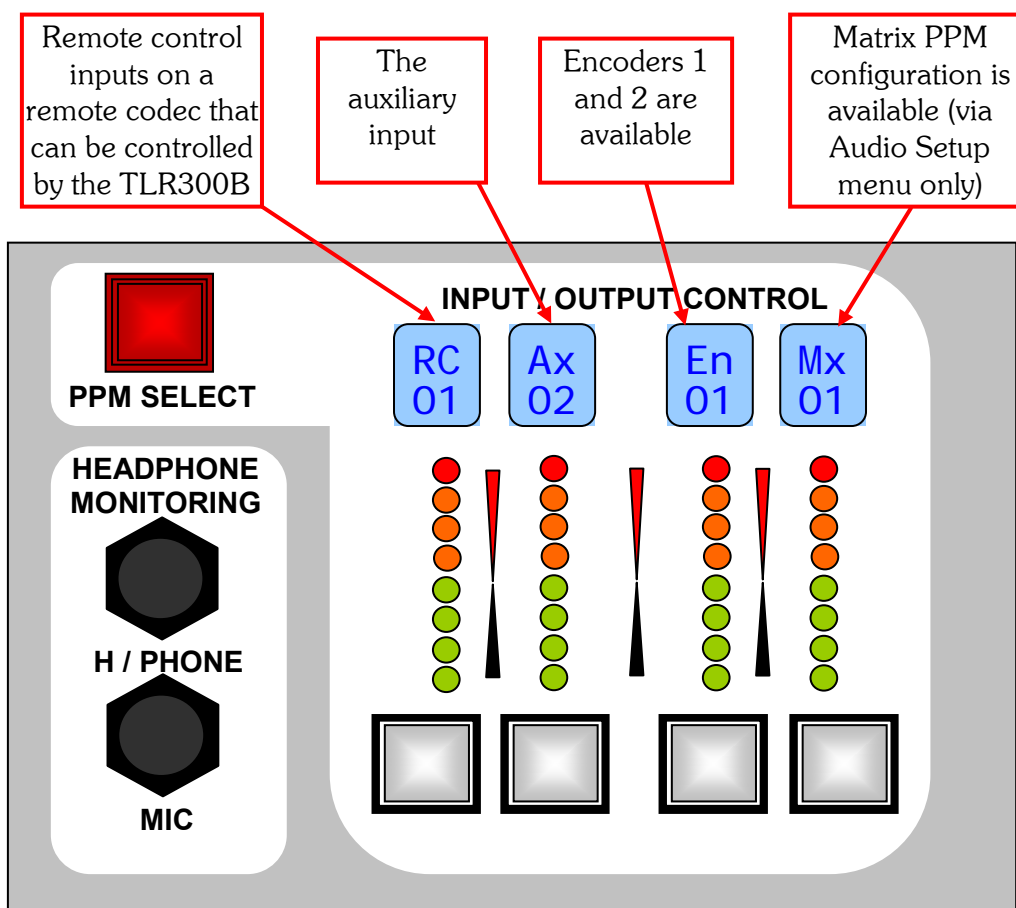 Remote control
inputs on a
remote codec that
can be controlled
by the TLR300B
The
auxiliary
input
Encoders 1
and 2 are
available
Matrix PPM
configuration is
available (via
Audio Setup
menu only)
INPUT / OUTPUT CONTROL
PPM SELECT
RC
01
Ax
02
En
01
Mx
01
HEADPHONE
MONITORING
H / PHONE
MIC